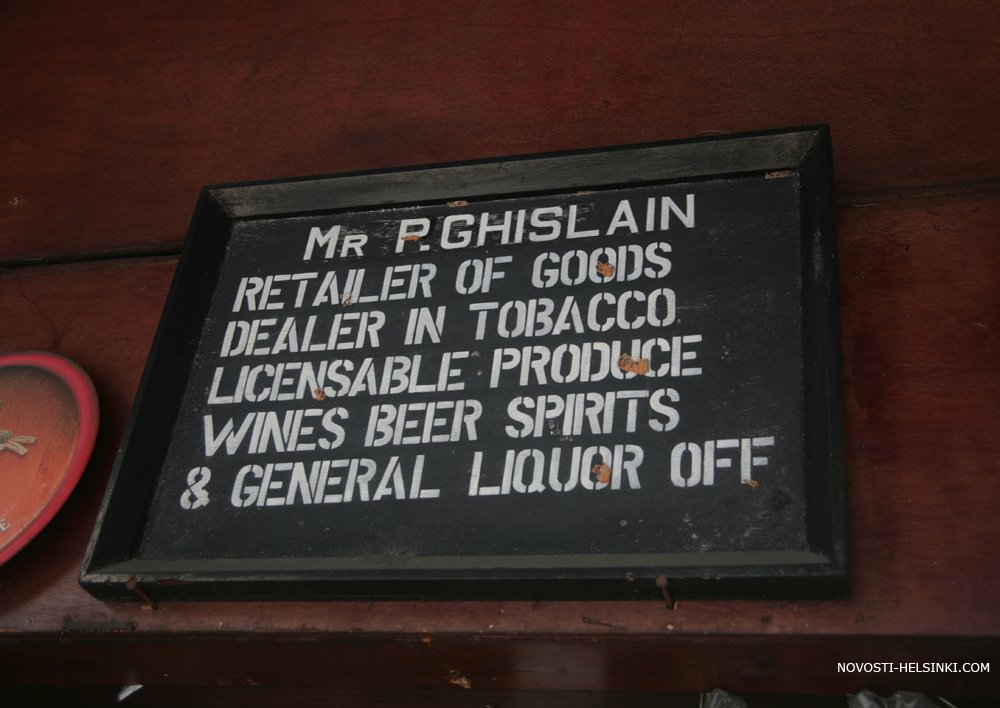 Mr P. GHISLAIN
RETAILER OF GOODS
DEALER IN TOBACCO
LICENSABLE PRODUCE
WINES BEER SPIRITS
& GENERAL LIQUOR OFF
E
NOVOSTI-HELSINKI.COM